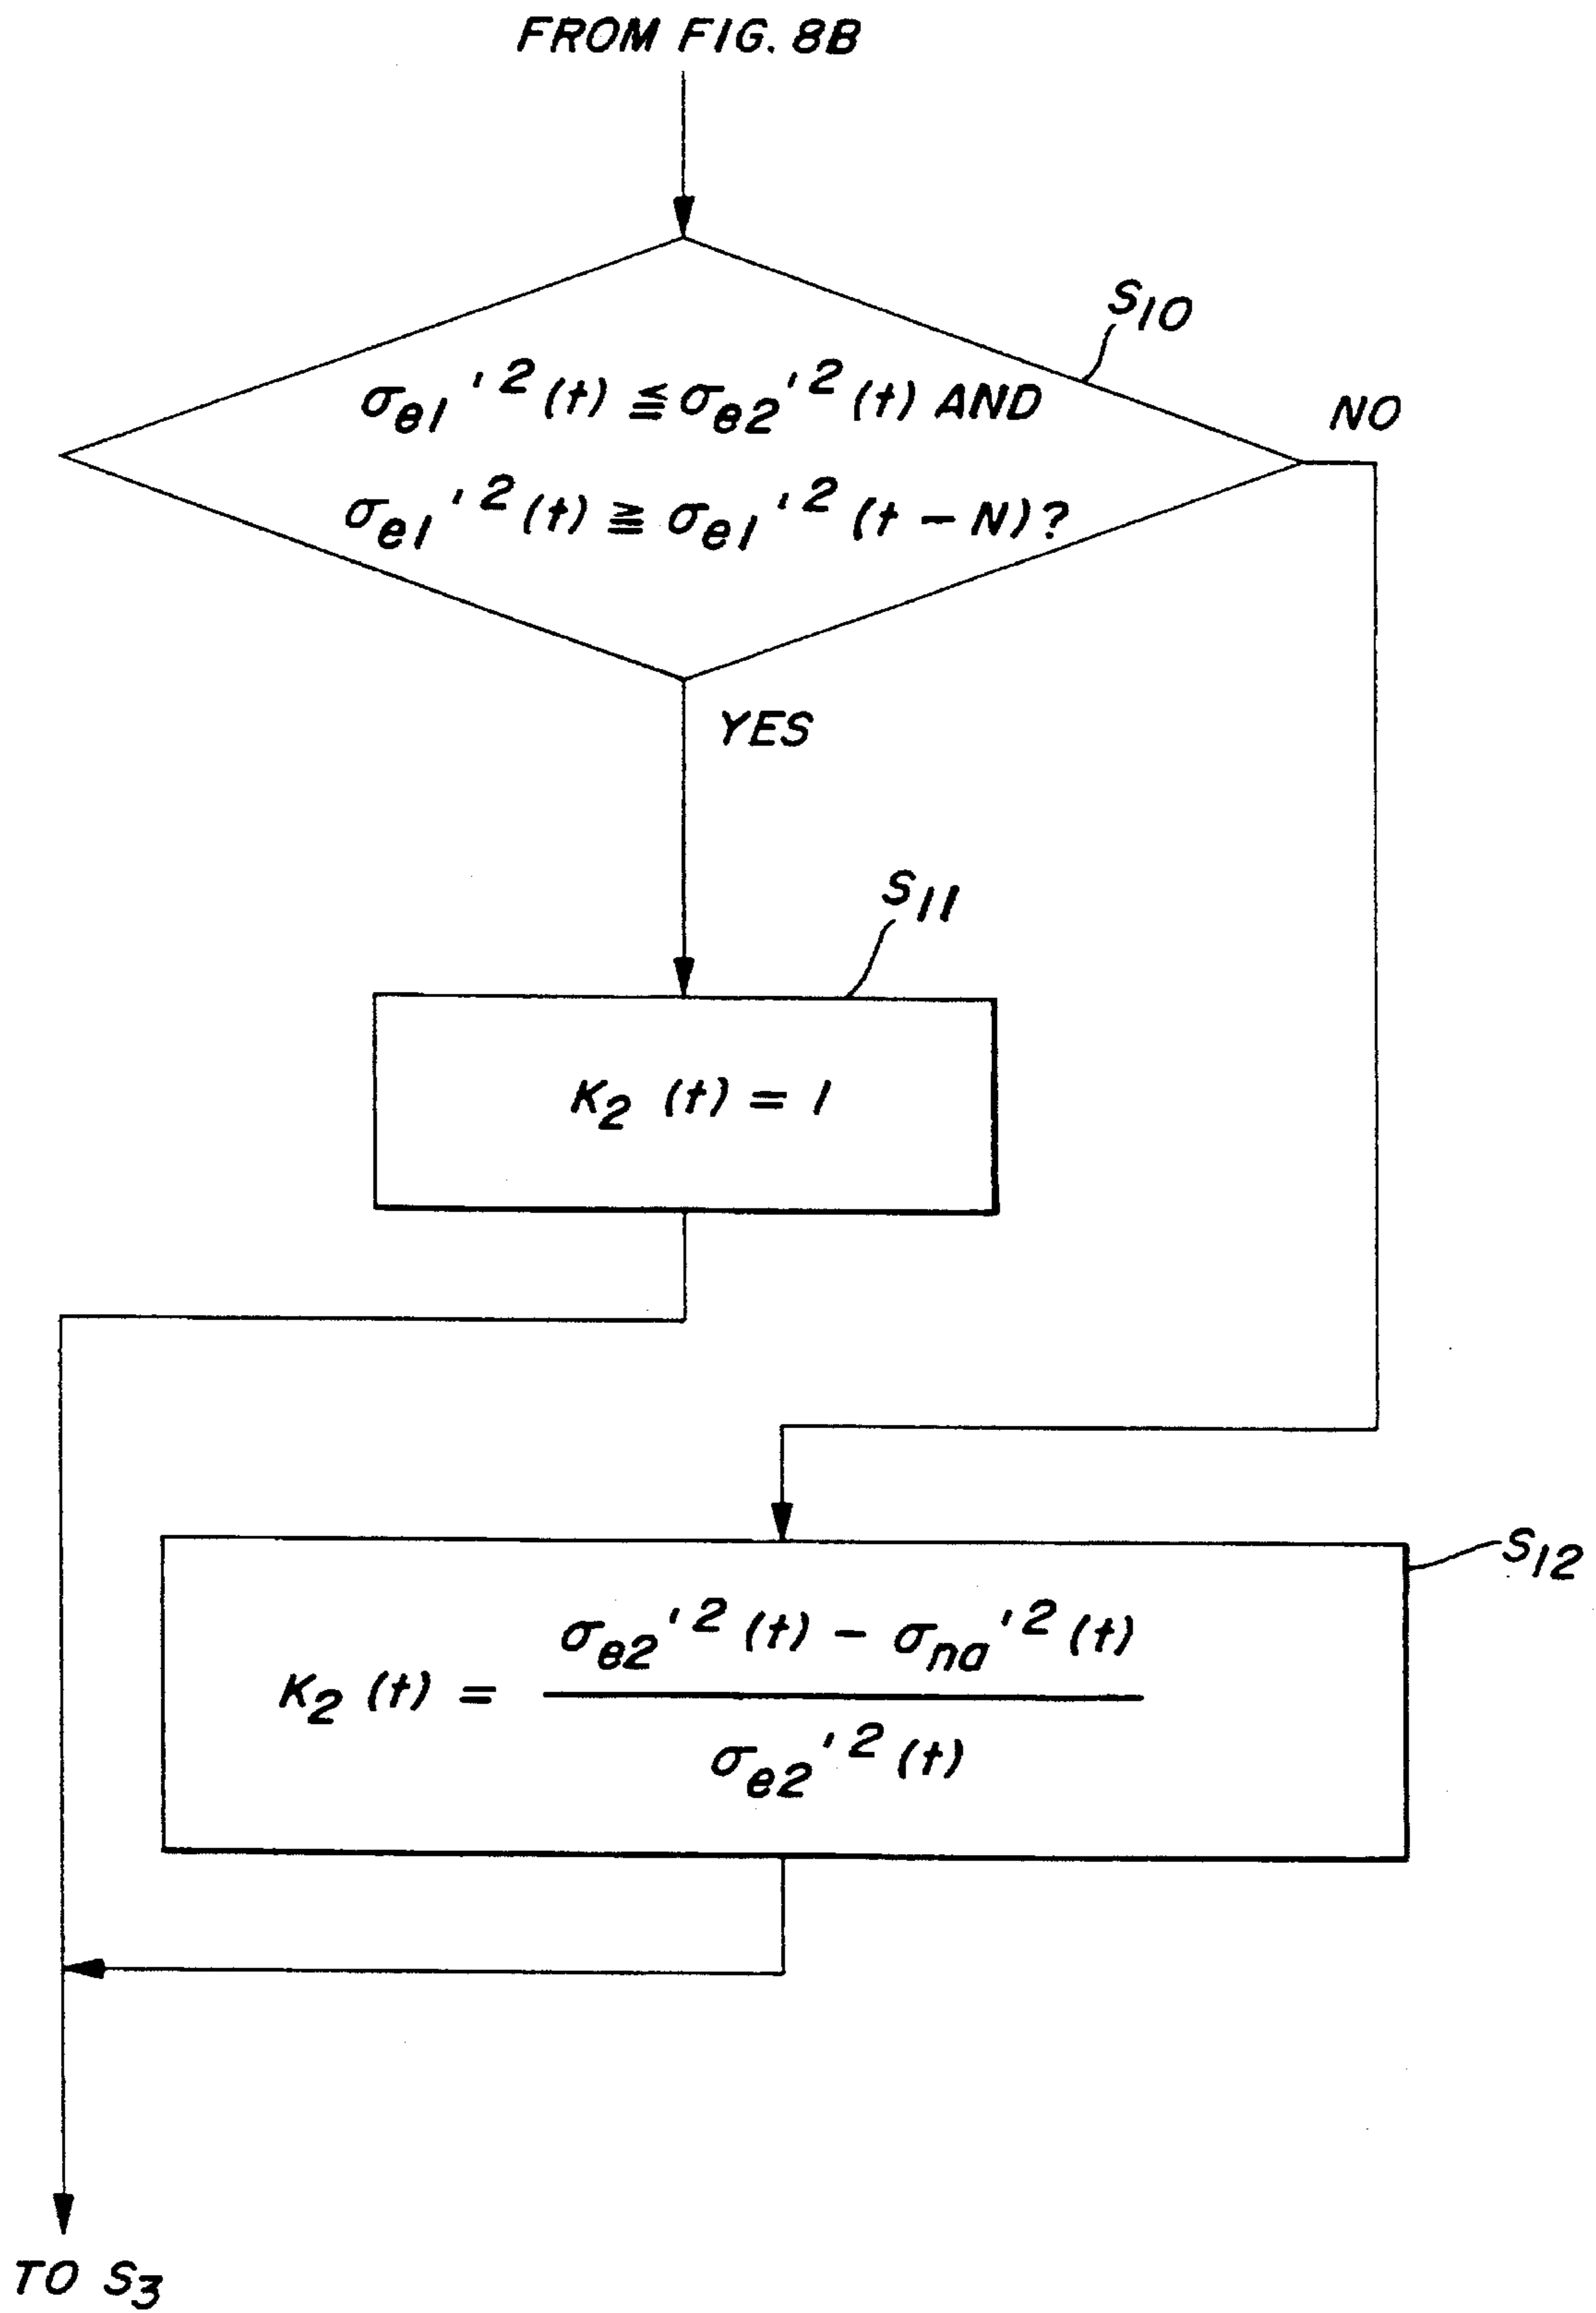 FROM FIG. 8B
S10
σe1'²(t) ≦ σe2'²(t) AND
NO
σe1'²(t) ≧ σe1'²(t − N)?
YES
S11
K2 (t) = 1
S12
K2 (t) = σe2'²(t) − σna'²(t)
σe2'²(t)
TO S3